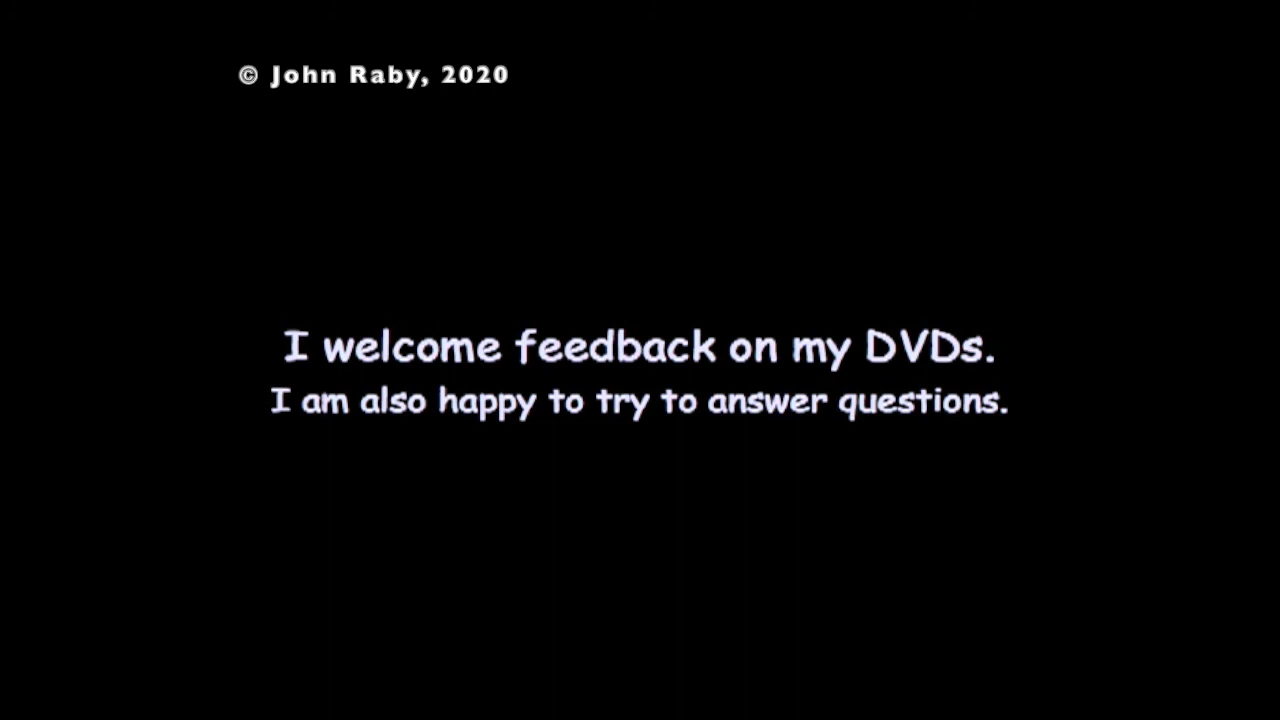 © John Raby, 2020
I welcome feedback on my DVDs.
I am also happy to try to answer questions.